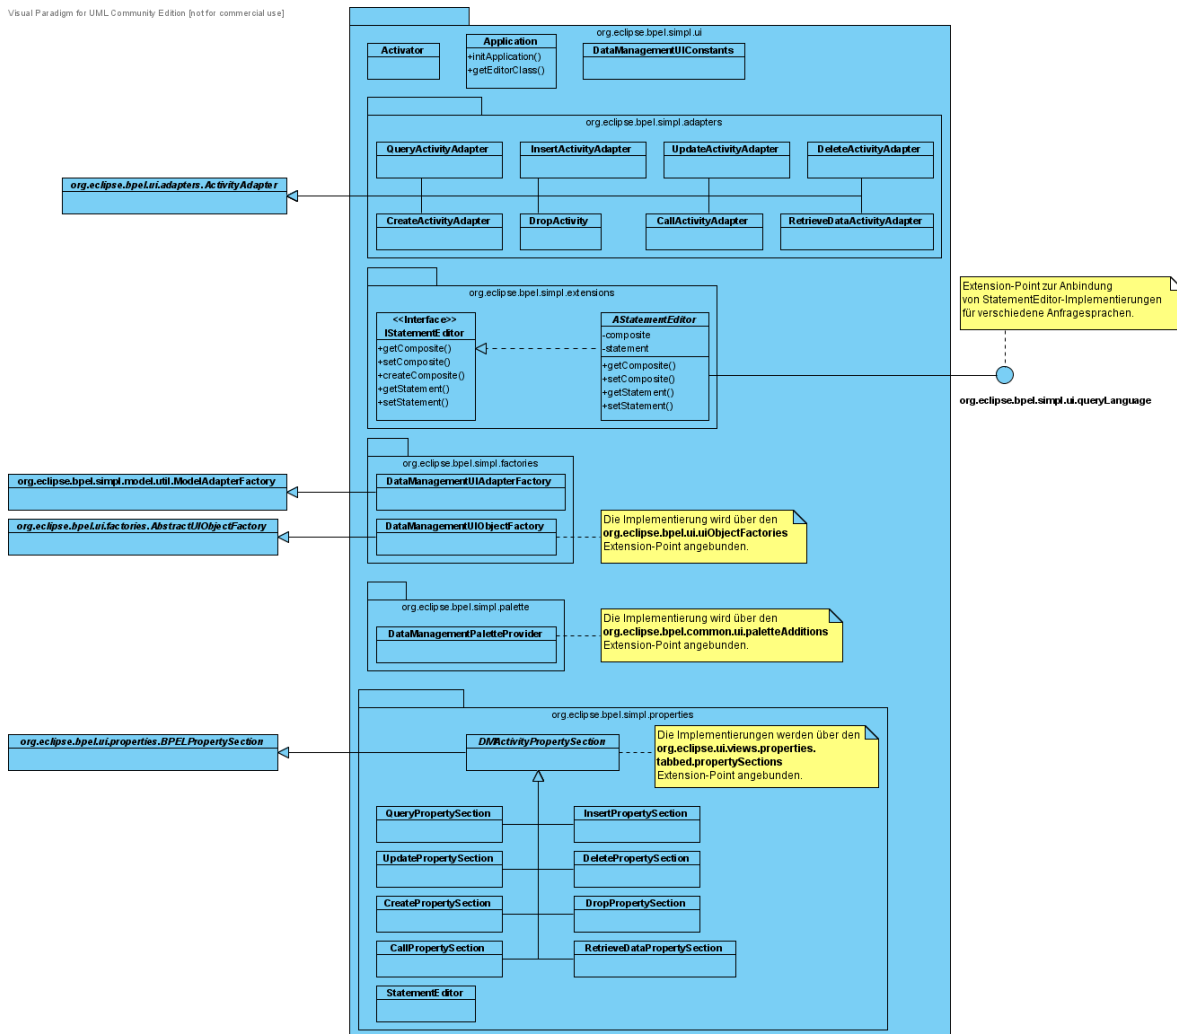 Visual Paradigm for UML Community Edition [not for commercial use]
org.eclipse.bpel.simpl.ui
Activator
Application
+initApplication()
+getEditorClass()
DataManagementUIConstants
org.eclipse.bpel.simpl.adapters
QueryActivityAdapter
InsertActivityAdapter
UpdateActivityAdapter
DeleteActivityAdapter
org.eclipse.bpel.ui.adapters.ActivityAdapter
CreateActivityAdapter
DropActivity
CallActivityAdapter
RetrieveDataActivityAdapter
org.eclipse.bpel.simpl.extensions
<<Interface>>
IStatementEditor
+getComposite()
+setComposite()
+createComposite()
+getStatement()
+setStatement()
AStatementEditor
-composite
-statement
+getComposite()
+setComposite()
+getStatement()
+setStatement()
Extension-Point zur Anbindung
von StatementEditor-Implementierungen
für verschiedene Anfragesprachen.
org.eclipse.bpel.simpl.ui.queryLanguage
org.eclipse.bpel.simpl.factories
org.eclipse.bpel.simpl.model.util.ModelAdapterFactory
DataManagementUIAdapterFactory
org.eclipse.bpel.ui.factories.AbstractUIObjectFactory
DataManagementUIObjectFactory
Die Implementierung wird über den
org.eclipse.bpel.ui.uiObjectFactories
Extension-Point angebunden.
org.eclipse.bpel.simpl.palette
DataManagementPaletteProvider
Die Implementierung wird über den
org.eclipse.bpel.common.ui.paletteAdditions
Extension-Point angebunden.
org.eclipse.bpel.simpl.properties
org.eclipse.bpel.ui.properties.BPELPropertySection
DMActivityPropertySection
Die Implementierungen werden über den
org.eclipse.ui.views.properties.
tabbed.propertySections
Extension-Point angebunden.
QueryPropertySection
InsertPropertySection
UpdatePropertySection
DeletePropertySection
CreatePropertySection
DropPropertySection
CallPropertySection
RetrieveDataPropertySection
StatementEditor